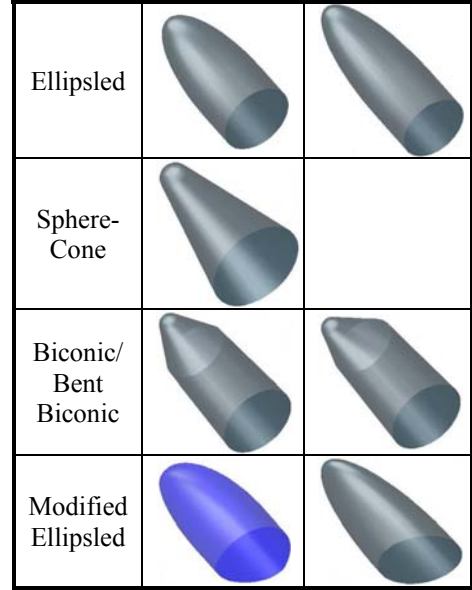 Ellipsled
Sphere-
Cone
Biconic/
Bent
Biconic
Modified
Ellipsled